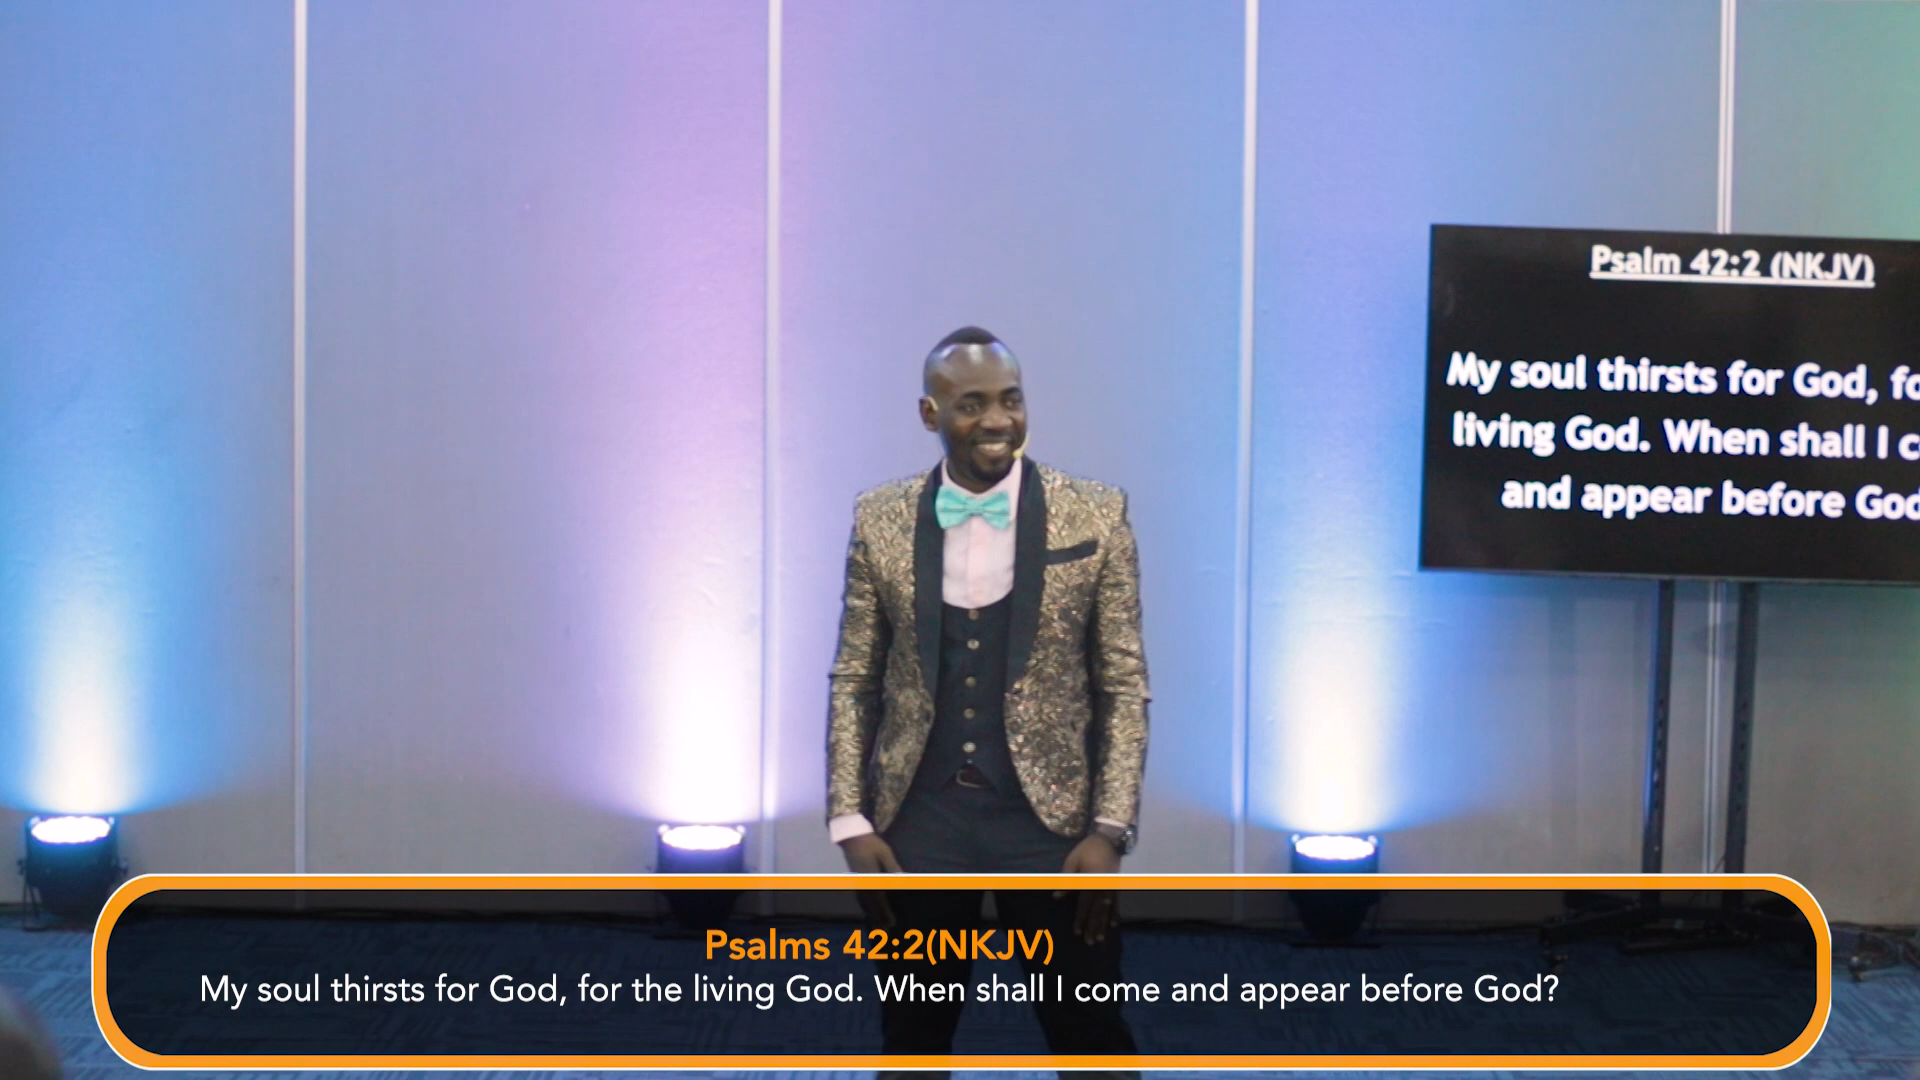 Psalm 42:2 (NKJV)
My soul thirsts for God,
living God. When shall I
and appear before God
Psalms 42:2(NKJV)
My soul thirsts for God, for the living God. When shall I come and appear before God?